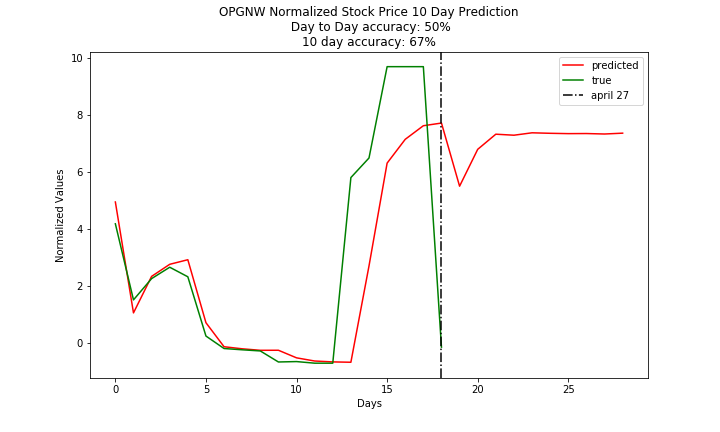 OPGNW Normalized Stock Price 10 Day Prediction
Day to Day accuracy: 50%
10 day accuracy: 67%
predicted
true
april 27
Normalized Values
10
8
6
4
2
0
0 5 10 15 20 25
Days